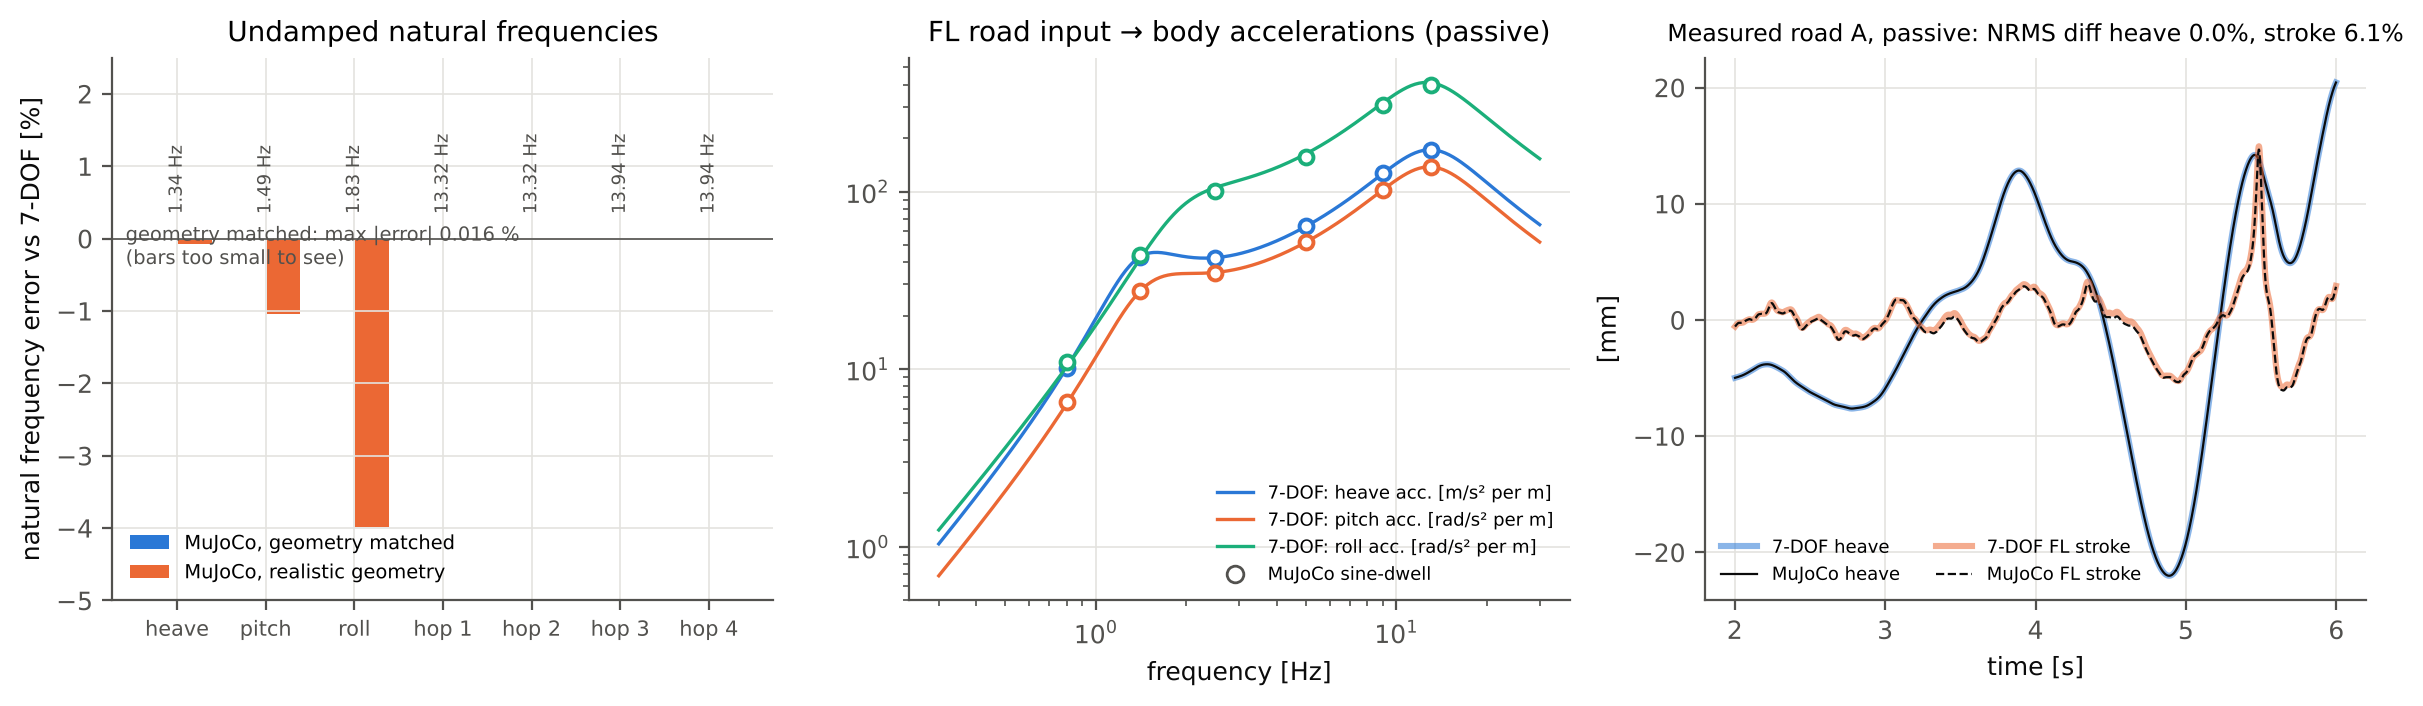 Undamped natural frequencies
natural frequency error vs 7-DOF [%]
2
1
0
−1
−2
−3
−4
−5
1.34 Hz
1.49 Hz
1.83 Hz
13.32 Hz
13.32 Hz
13.94 Hz
13.94 Hz
geometry matched: max |error| 0.016 %
(bars too small to see)
MuJoCo, geometry matched
MuJoCo, realistic geometry
heave
pitch
roll
hop 1
hop 2
hop 3
hop 4
FL road input → body accelerations (passive)
10²
10¹
10⁰
7-DOF: heave acc. [m/s² per m]
7-DOF: pitch acc. [rad/s² per m]
7-DOF: roll acc. [rad/s² per m]
MuJoCo sine-dwell
10⁰
10¹
frequency [Hz]
Measured road A, passive: NRMS diff heave 0.0%, stroke 6.1%
[mm]
20
10
0
−10
−20
7-DOF heave
MuJoCo heave
7-DOF FL stroke
MuJoCo FL stroke
2
3
4
5
6
time [s]